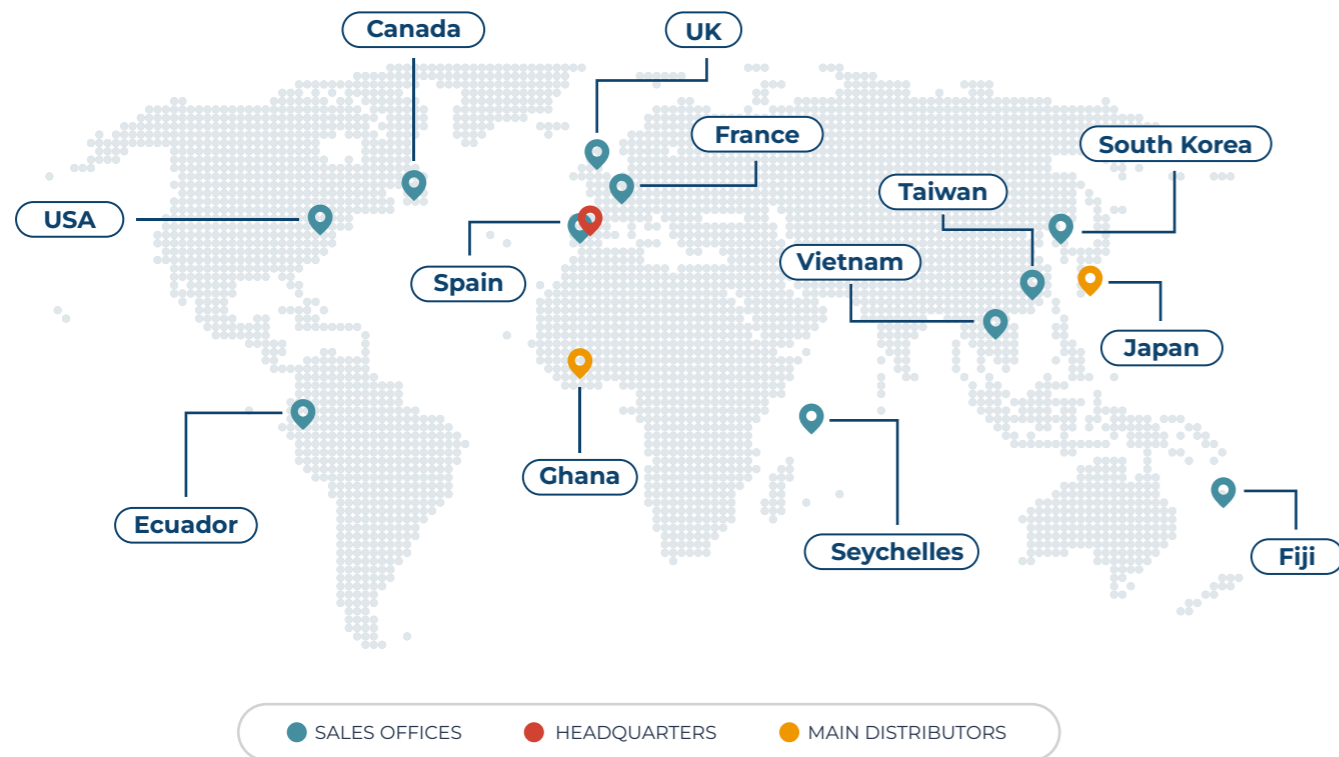 Canada
UK
France
South Korea
Taiwan
USA
Vietnam
Spain
Japan
Ghana
Ecuador
Seychelles
Fiji
SALES OFFICES
HEADQUARTERS
MAIN DISTRIBUTORS